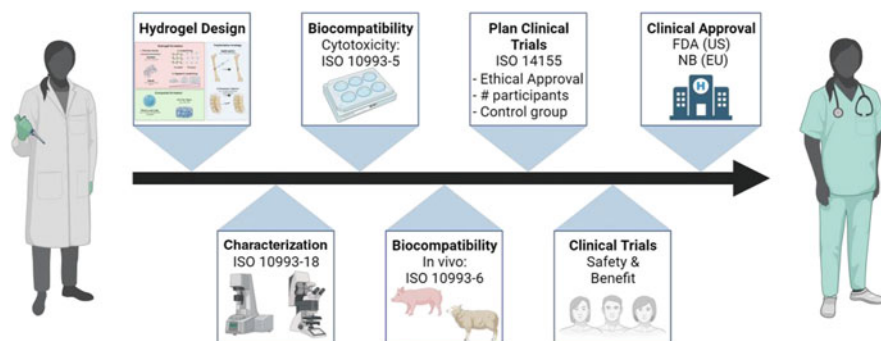 Hydrogel Design
Biocompatibility
Cytotoxicity:
ISO 10993-5
Plan Clinical
Trials
ISO 14155
- Ethical Approval
- # participants
- Control group
Clinical Approval
FDA (US)
NB (EU)
H
Characterization
ISO 10993-18
Biocompatibility
In vivo:
ISO 10993-6
Clinical Trials
Safety &
Benefit